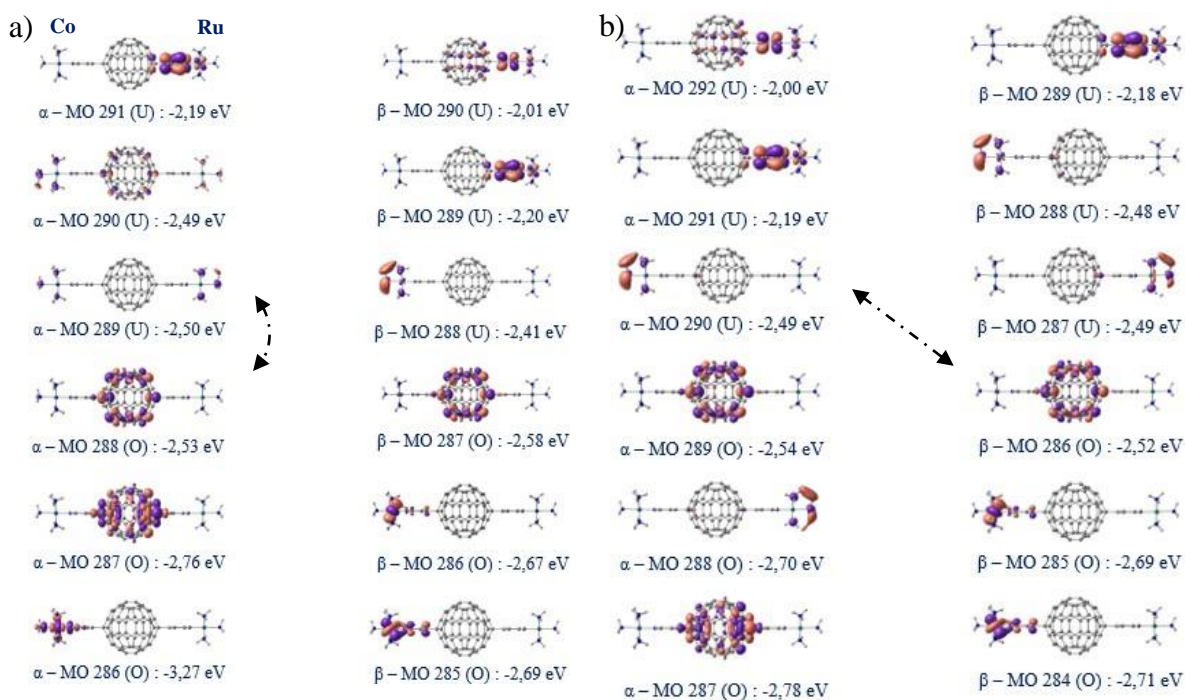 a) Co Ru
α – MO 291 (U) : -2,19 eV
α – MO 290 (U) : -2,49 eV
α – MO 289 (U) : -2,50 eV
α – MO 288 (O) : -2,53 eV
α – MO 287 (O) : -2,76 eV
α – MO 286 (O) : -3,27 eV
β – MO 290 (U) : -2,01 eV
β – MO 289 (U) : -2,20 eV
β – MO 288 (U) : -2,41 eV
β – MO 287 (O) : -2,58 eV
β – MO 286 (O) : -2,67 eV
β – MO 285 (O) : -2,69 eV
b)
α – MO 292 (U) : -2,00 eV
α – MO 291 (U) : -2,19 eV
α – MO 290 (U) : -2,49 eV
α – MO 289 (O) : -2,54 eV
α – MO 288 (O) : -2,70 eV
α – MO 287 (O) : -2,78 eV
β – MO 289 (U) : -2,18 eV
β – MO 288 (U) : -2,48 eV
β – MO 287 (U) : -2,49 eV
β – MO 286 (O) : -2,52 eV
β – MO 285 (O) : -2,69 eV
β – MO 284 (O) : -2,71 eV